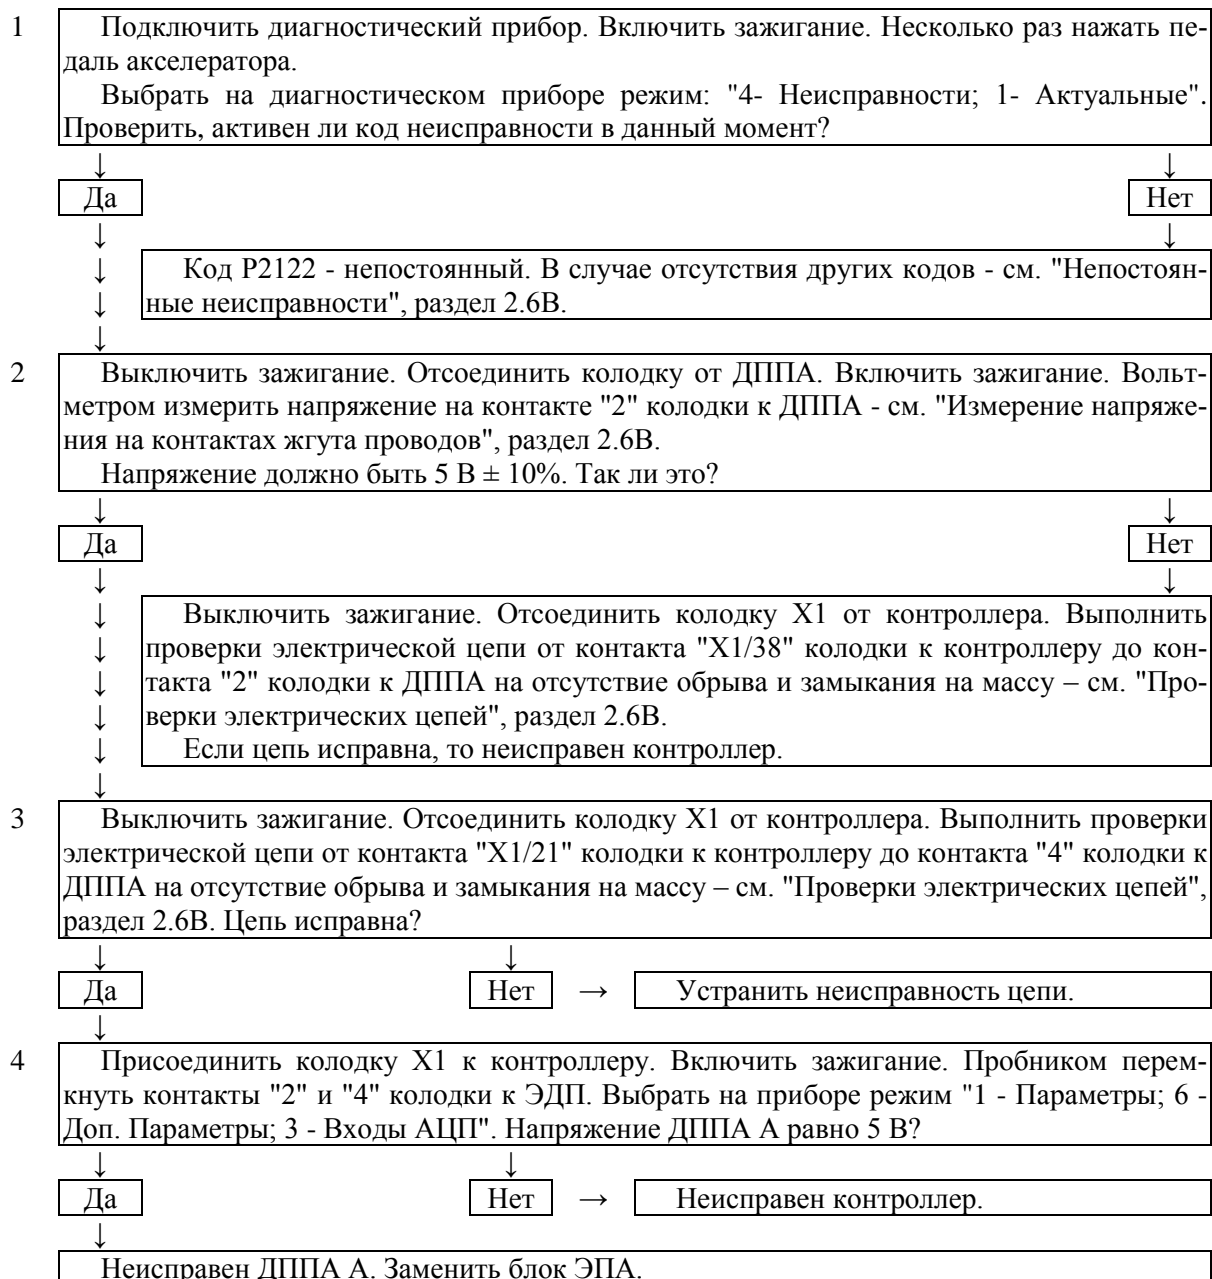 1 Подключить диагностический прибор. Включить зажигание. Несколько раз нажать пе-
даль акселератора.
Выбрать на диагностическом приборе режим: "4- Неисправности; 1- Актуальные".
Проверить, активен ли код неисправности в данный момент?
↓ ↓
Да Нет
↓ ↓
↓ Код Р2122 - непостоянный. В случае отсутствия других кодов - см. "Непостоян-
↓ ные неисправности", раздел 2.6В.
↓
2 Выключить зажигание. Отсоединить колодку от ДППА. Включить зажигание. Вольт-
метром измерить напряжение на контакте "2" колодки к ДППА - см. "Измерение напряже-
ния на контактах жгута проводов", раздел 2.6В.
Напряжение должно быть 5 В ± 10%. Так ли это?
↓ ↓
Да Нет
↓ ↓
↓ Выключить зажигание. Отсоединить колодку Х1 от контроллера. Выполнить
↓ проверки электрической цепи от контакта "Х1/38" колодки к контроллеру до кон-
↓ такта "2" колодки к ДППА на отсутствие обрыва и замыкания на массу – см. "Про-
↓ верки электрических цепей", раздел 2.6В.
↓ Если цепь исправна, то неисправен контроллер.
↓
3 Выключить зажигание. Отсоединить колодку Х1 от контроллера. Выполнить проверки
электрической цепи от контакта "Х1/21" колодки к контроллеру до контакта "4" колодки к
ДППА на отсутствие обрыва и замыкания на массу – см. "Проверки электрических цепей",
раздел 2.6В. Цепь исправна?
↓ ↓
Да Нет → Устранить неисправность цепи.
↓
4 Присоединить колодку Х1 к контроллеру. Включить зажигание. Пробником перем-
кнуть контакты "2" и "4" колодки к ЭДП. Выбрать на приборе режим "1 - Параметры; 6 -
Доп. Параметры; 3 - Входы АЦП". Напряжение ДППА А равно 5 В?
↓ ↓
Да Нет → Неисправен контроллер.
↓
Неисправен ДППА А. Заменить блок ЭПА.